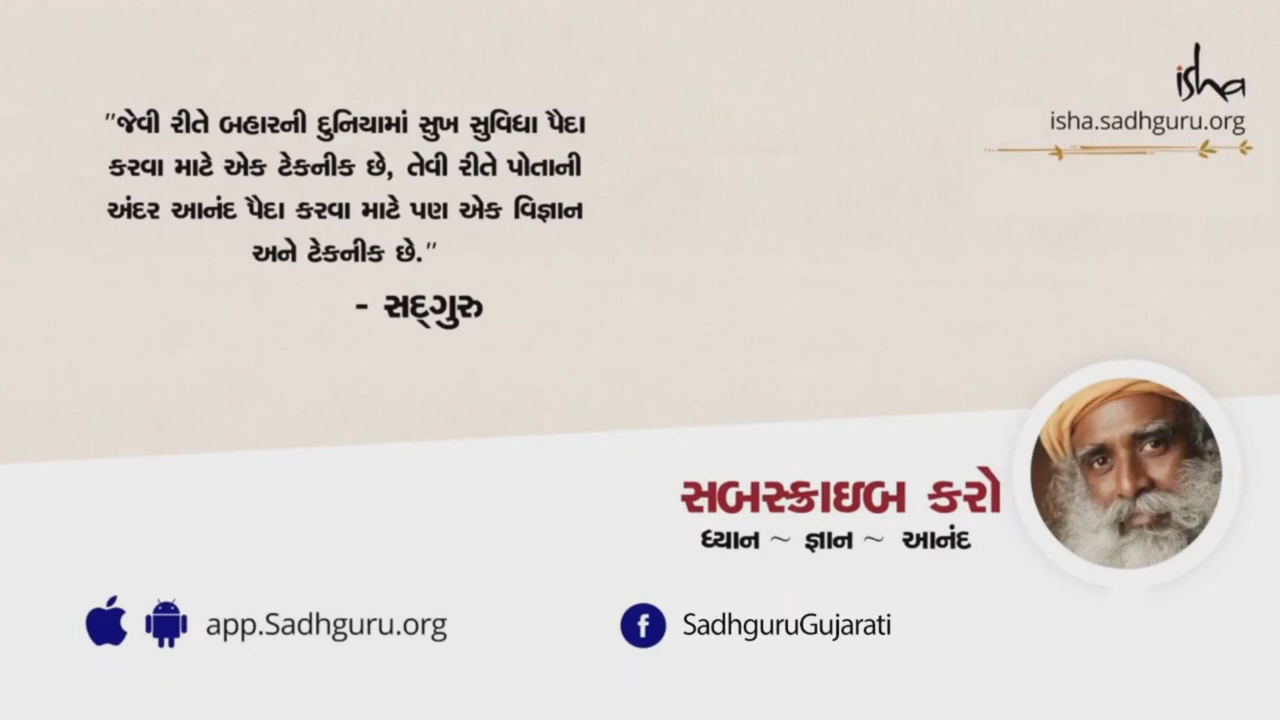 "જેવી રીતે બહારની દુનિયામાં સુખ સુવિધા પૈદા
કરવા માટે એક ટેકનીક છે, તેવી રીતે પોતાની
અંદર આનંદ પૈદા કરવા માટે પણ એક વિજ્ઞાન
અને ટેકનીક છે."
- સદ્‌ગુરુ
isha
isha.sadhguru.org
સબસ્ક્રાઇબ કરો
ધ્યાન ~ જ્ઞાન ~ આનંદ
app.Sadhguru.org
SadhguruGujarati